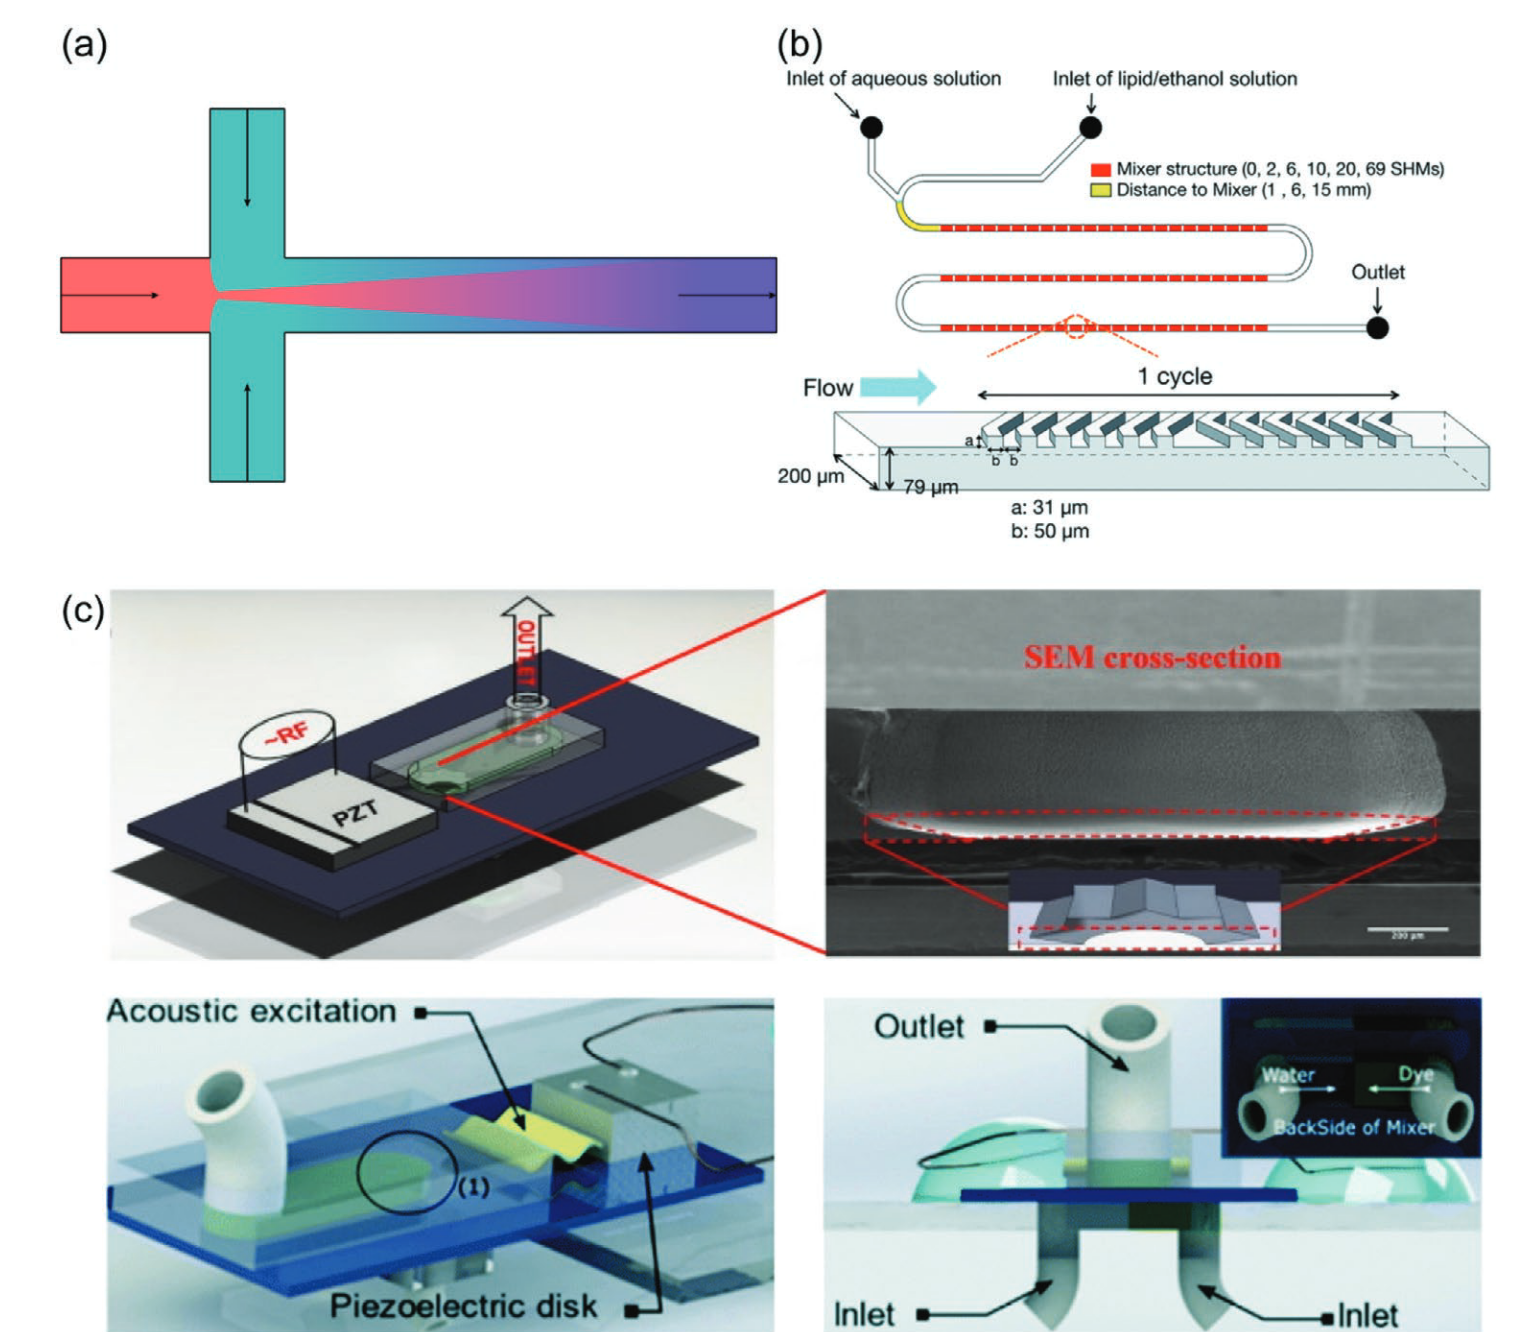 (a)
(b)
Inlet of aqueous solution
Inlet of lipid/ethanol solution
Mixer structure (0, 2, 6, 10, 20, 69 SHMs)
Distance to Mixer (1 , 6, 15 mm)
Outlet
Flow
1 cycle
a
b b
200 µm
79 µm
a: 31 µm
b: 50 µm
(c)
OUTLET
~RF
PZT
SEM cross-section
200 µm
Acoustic excitation
(1)
Piezoelectric disk
Outlet
Water
Dye
BackSide of Mixer
Inlet
Inlet